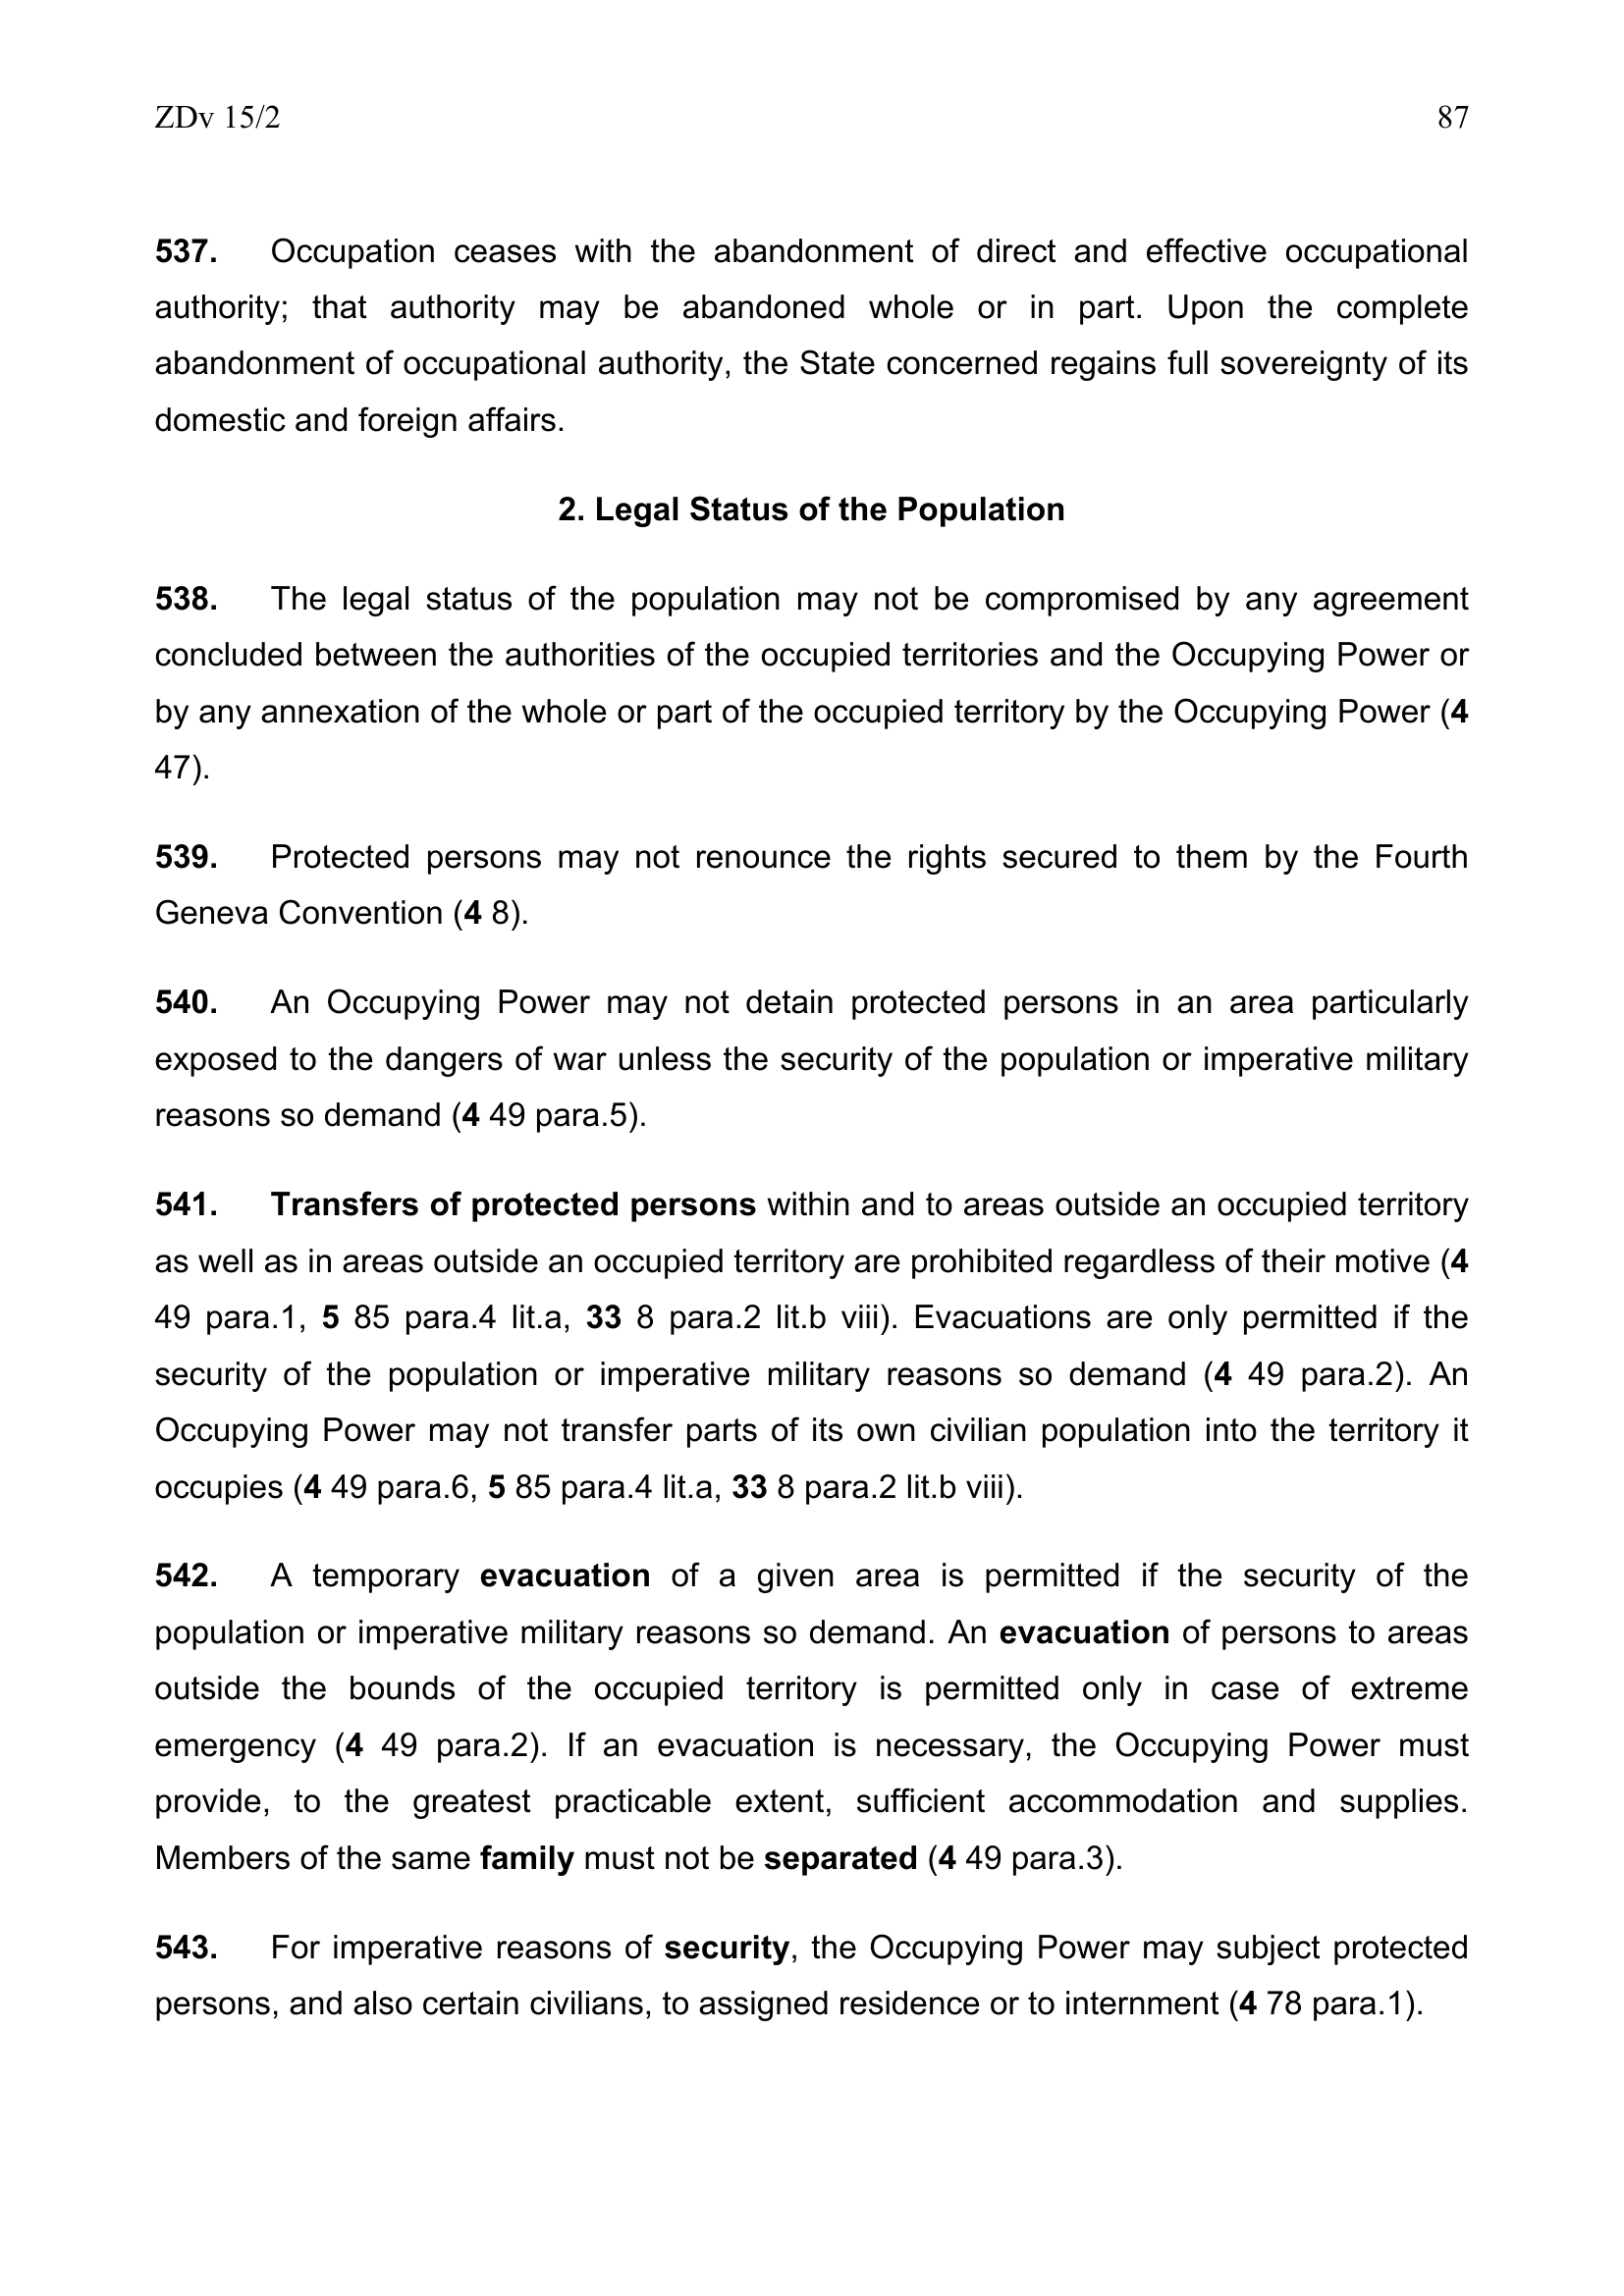 ZDv 15/2 87
537. Occupation ceases with the abandonment of direct and effective occupational
authority; that authority may be abandoned whole or in part. Upon the complete
abandonment of occupational authority, the State concerned regains full sovereignty of its
domestic and foreign affairs.
2. Legal Status of the Population
538. The legal status of the population may not be compromised by any agreement
concluded between the authorities of the occupied territories and the Occupying Power or
by any annexation of the whole or part of the occupied territory by the Occupying Power (4
47).
539. Protected persons may not renounce the rights secured to them by the Fourth
Geneva Convention (4 8).
540. An Occupying Power may not detain protected persons in an area particularly
exposed to the dangers of war unless the security of the population or imperative military
reasons so demand (4 49 para.5).
541. Transfers of protected persons within and to areas outside an occupied territory
as well as in areas outside an occupied territory are prohibited regardless of their motive (4
49 para.1, 5 85 para.4 lit.a, 33 8 para.2 lit.b viii). Evacuations are only permitted if the
security of the population or imperative military reasons so demand (4 49 para.2). An
Occupying Power may not transfer parts of its own civilian population into the territory it
occupies (4 49 para.6, 5 85 para.4 lit.a, 33 8 para.2 lit.b viii).
542. A temporary evacuation of a given area is permitted if the security of the
population or imperative military reasons so demand. An evacuation of persons to areas
outside the bounds of the occupied territory is permitted only in case of extreme
emergency (4 49 para.2). If an evacuation is necessary, the Occupying Power must
provide, to the greatest practicable extent, sufficient accommodation and supplies.
Members of the same family must not be separated (4 49 para.3).
543. For imperative reasons of security, the Occupying Power may subject protected
persons, and also certain civilians, to assigned residence or to internment (4 78 para.1).